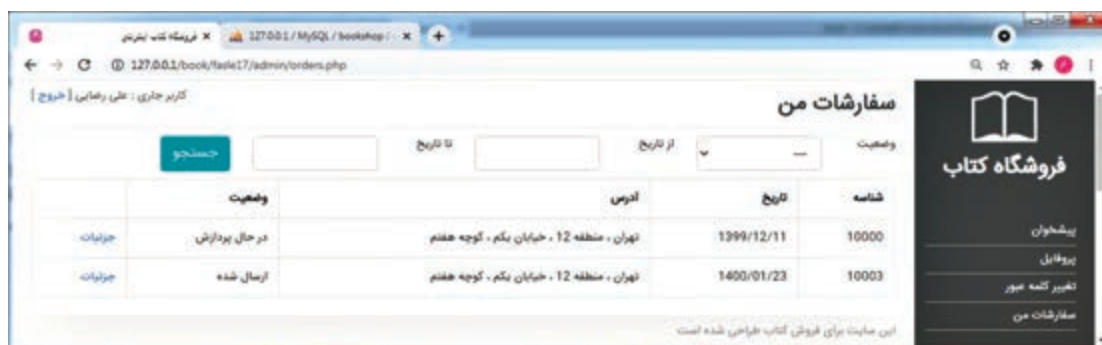 فروشگاه کتاب اینترنتی
127.0.0.1 / MySQL / bookshop /
127.0.0.1/book/fasle17/admin/orders.php
کاربر جاری : علی رضایی [ خروج ]
سفارشات من
وضعیت --- از تاریخ تا تاریخ جستجو
شناسه تاریخ آدرس وضعیت
10000 1399/12/11 تهران ، منطقه 12 ، خیابان یکم ، کوچه هفتم در حال پردازش جزئیات
10003 1400/01/23 تهران ، منطقه 12 ، خیابان یکم ، کوچه هفتم ارسال شده جزئیات
این سایت برای فروش کتاب طراحی شده است
فروشگاه کتاب
پیشخوان
پروفایل
تغییر کلمه عبور
سفارشات من